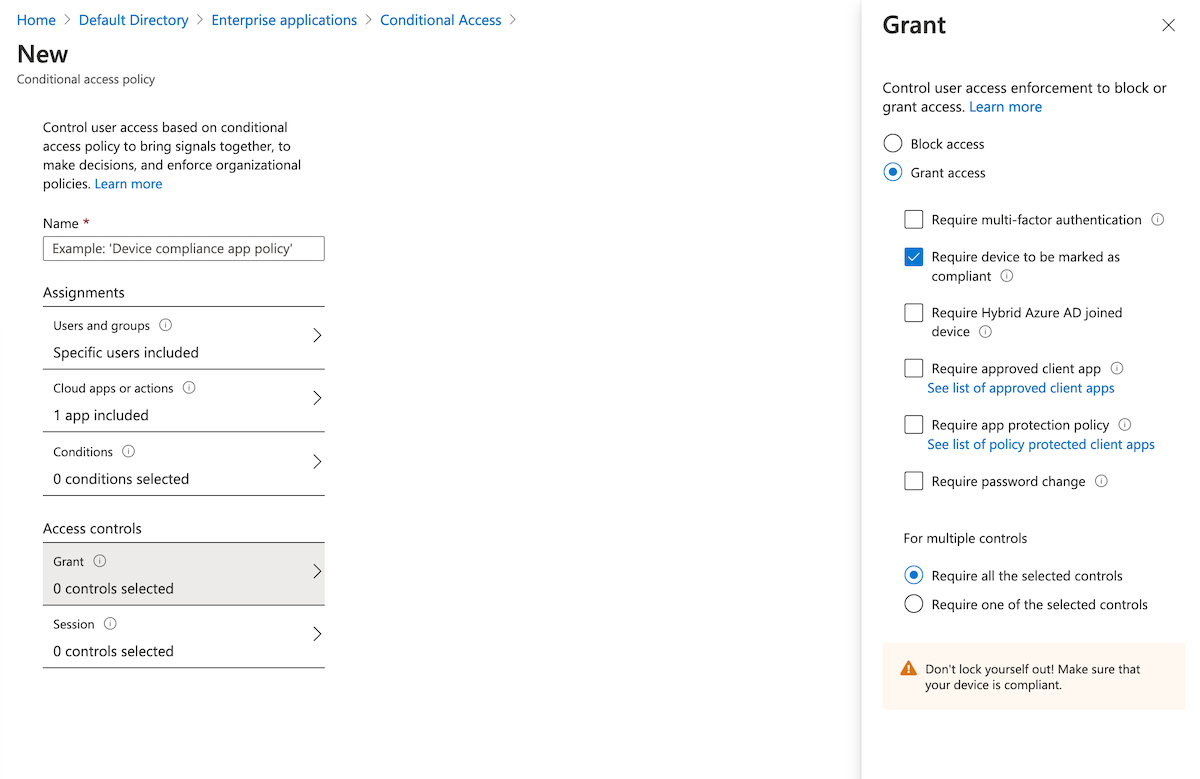 Home > Default Directory > Enterprise applications > Conditional Access >
New
Conditional access policy
Control user access based on conditional
access policy to bring signals together, to
make decisions, and enforce organizational
policies. Learn more
Name *
Example: 'Device compliance app policy'
Assignments
Users and groups
Specific users included
Cloud apps or actions
1 app included
Conditions
0 conditions selected
Access controls
Grant
0 controls selected
Session
0 controls selected
Grant
Control user access enforcement to block or
grant access. Learn more
Block access
Grant access
Require multi-factor authentication
Require device to be marked as
compliant
Require Hybrid Azure AD joined
device
Require approved client app
See list of approved client apps
Require app protection policy
See list of policy protected client apps
Require password change
For multiple controls
Require all the selected controls
Require one of the selected controls
Don't lock yourself out! Make sure that
your device is compliant.